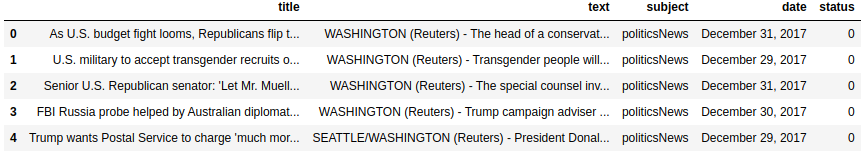 title text subject date status
0 As U.S. budget fight looms, Republicans flip t... WASHINGTON (Reuters) - The head of a conservat... politicsNews December 31, 2017 0
1 U.S. military to accept transgender recruits o... WASHINGTON (Reuters) - Transgender people will... politicsNews December 29, 2017 0
2 Senior U.S. Republican senator: 'Let Mr. Muell... WASHINGTON (Reuters) - The special counsel inv... politicsNews December 31, 2017 0
3 FBI Russia probe helped by Australian diplomat... WASHINGTON (Reuters) - Trump campaign adviser ... politicsNews December 30, 2017 0
4 Trump wants Postal Service to charge 'much mor... SEATTLE/WASHINGTON (Reuters) - President Donal... politicsNews December 29, 2017 0